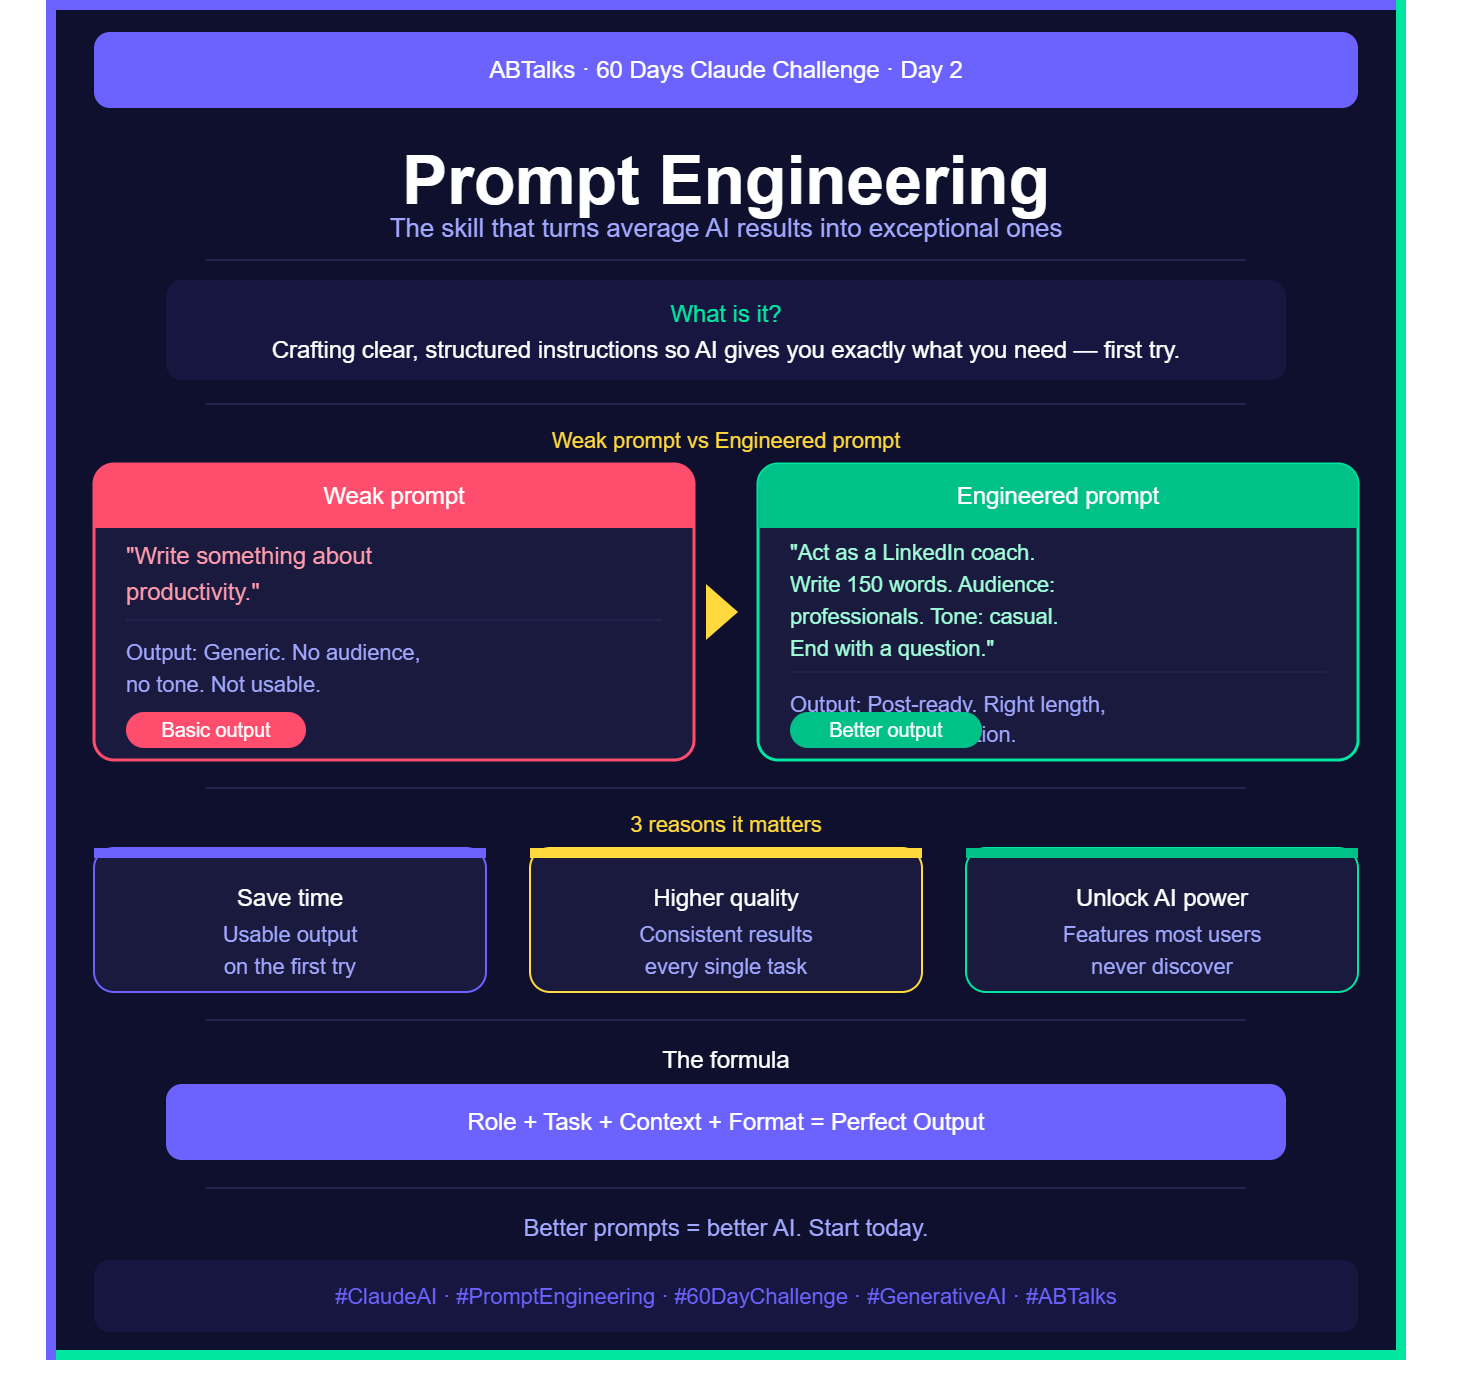 ABTalks · 60 Days Claude Challenge · Day 2
Prompt Engineering
The skill that turns average AI results into exceptional ones
What is it?
Crafting clear, structured instructions so AI gives you exactly what you need — first try.
Weak prompt vs Engineered prompt
Weak prompt
"Write something about
productivity."
Output: Generic. No audience,
no tone. Not usable.
Basic output
Engineered prompt
"Act as a LinkedIn coach.
Write 150 words. Audience:
professionals. Tone: casual.
End with a question."
Output: Post-ready. Right length,
Better output
3 reasons it matters
Save time
Usable output
on the first try
Higher quality
Consistent results
every single task
Unlock AI power
Features most users
never discover
The formula
Role + Task + Context + Format = Perfect Output
Better prompts = better AI. Start today.
#ClaudeAI · #PromptEngineering · #60DayChallenge · #GenerativeAI · #ABTalks